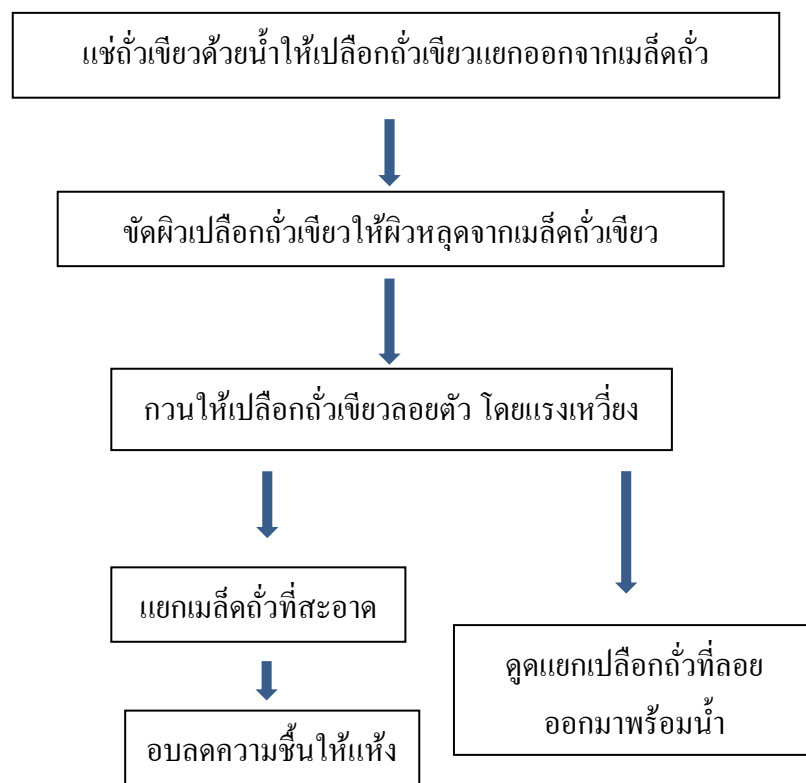 แช่ถั่วเขียวด้วยน้ำให้เปลือกถั่วเขียวแยกออกจากเมล็ดถั่ว
ขัดผิวเปลือกถั่วเขียวให้ผิวหลุดจากเมล็ดถั่วเขียว
กวนให้เปลือกถั่วเขียวลอยตัว โดยแรงเหวี่ยง
แยกเมล็ดถั่วที่สะอาด
ดูดแยกเปลือกถั่วที่ลอย
ออกมาพร้อมน้ำ
อบลดความชื้นให้แห้ง